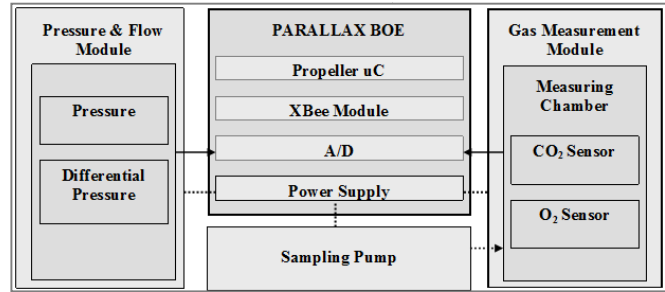 Pressure & Flow
Module
Pressure
Differential
Pressure
PARALLAX BOE
Propeller uC
XBee Module
A/D
Power Supply
Sampling Pump
Gas Measurement
Module
Measuring
Chamber
CO₂ Sensor
O₂ Sensor